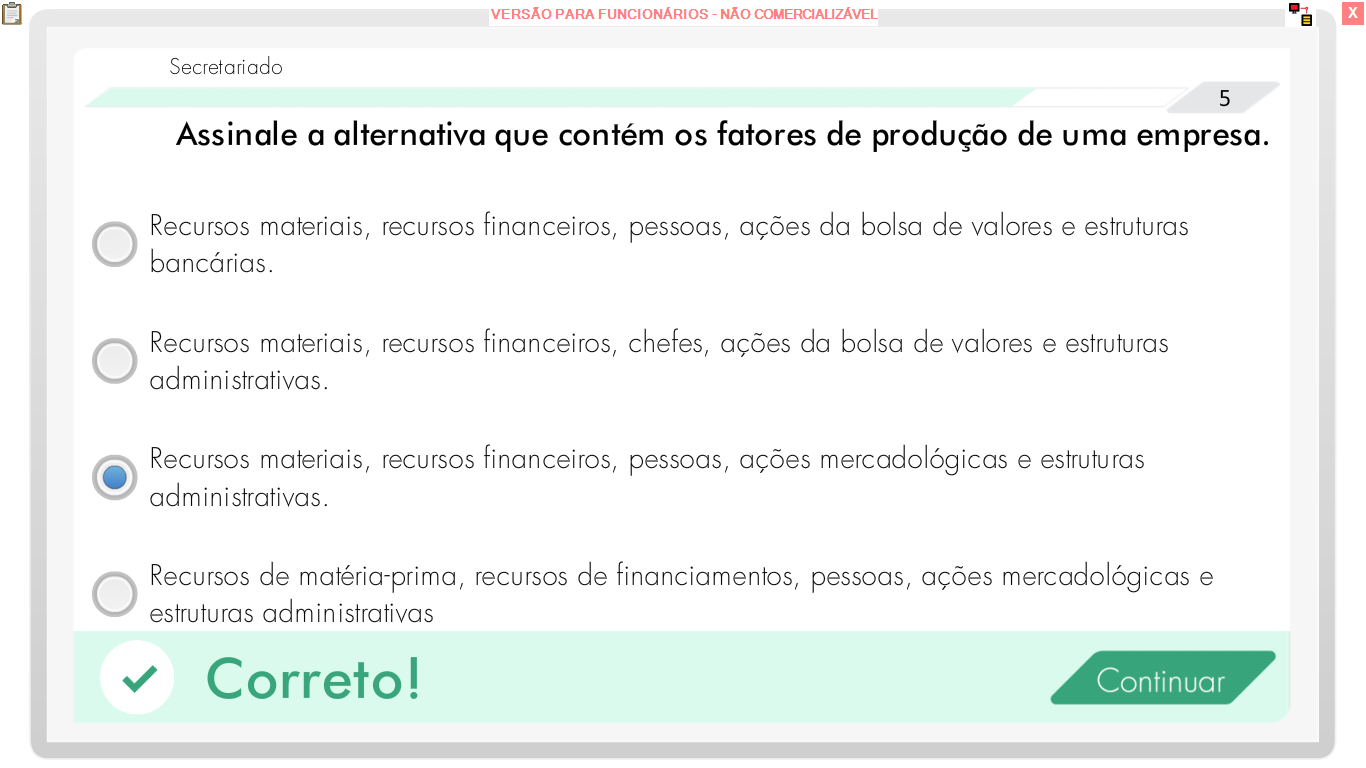 VERSÃO PARA FUNCIONÁRIOS - NÃO COMERCIALIZÁVEL
X
Secretariado
5
Assinale a alternativa que contém os fatores de produção de uma empresa.
Recursos materiais, recursos financeiros, pessoas, ações da bolsa de valores e estruturas
bancárias.
Recursos materiais, recursos financeiros, chefes, ações da bolsa de valores e estruturas
administrativas.
Recursos materiais, recursos financeiros, pessoas, ações mercadológicas e estruturas
administrativas.
Recursos de matéria-prima, recursos de financiamentos, pessoas, ações mercadológicas e
estruturas administrativas
Correto!
Continuar